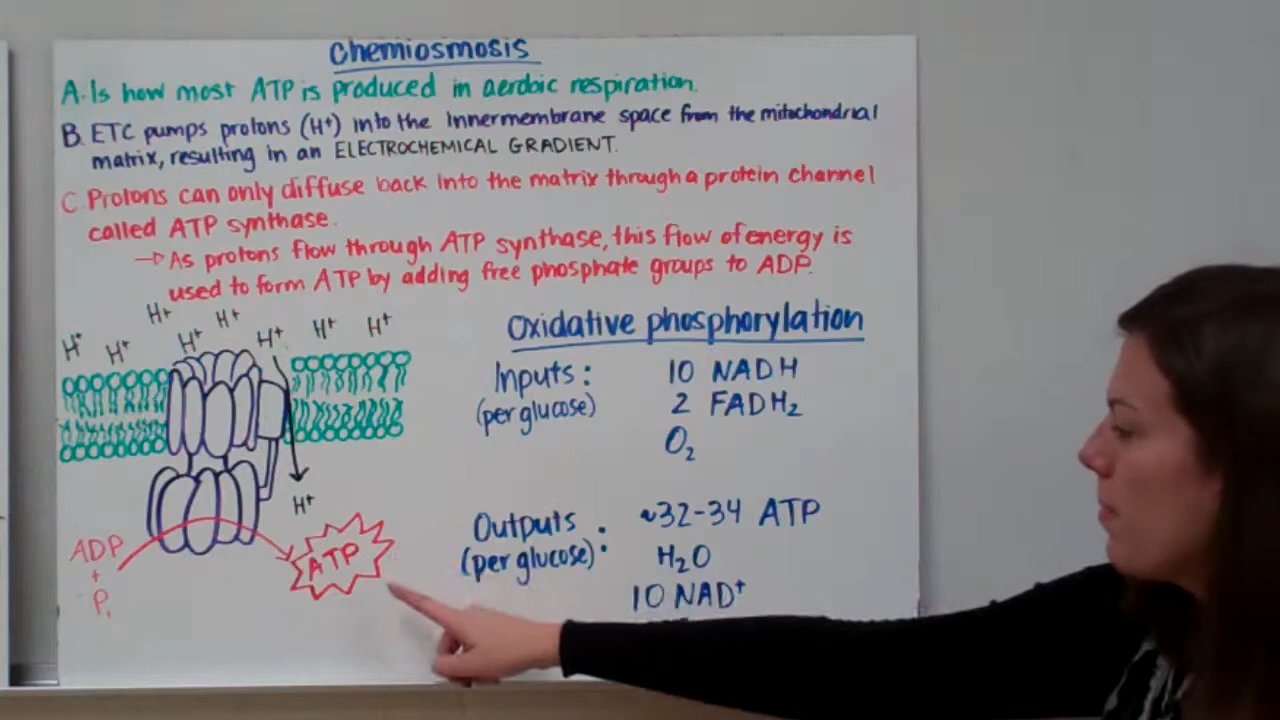 Chemiosmosis
A. Is how most ATP is produced in aerobic respiration.
B. ETC pumps protons (H⁺) into the innermembrane space from the mitochondrial
matrix, resulting in an ELECTROCHEMICAL GRADIENT.
C. Protons can only diffuse back into the matrix through a protein channel
called ATP synthase.
→ As protons flow through ATP synthase, this flow of energy is
used to form ATP by adding free phosphate groups to ADP.
H⁺ H⁺ H⁺ H⁺ H⁺ H⁺ H⁺ H⁺
H⁺
ADP
+
Pᵢ
ATP
Oxidative phosphorylation
Inputs: 10 NADH
(per glucose) 2 FADH₂
O₂
Outputs : ~32-34 ATP
(per glucose) H₂O
10 NAD⁺